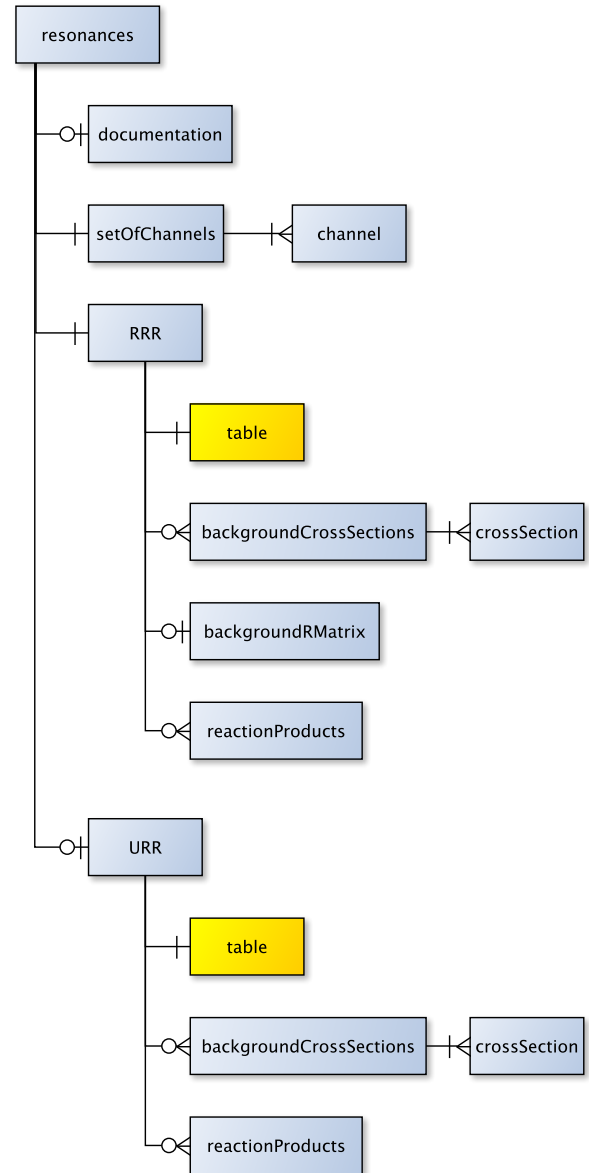 resonances
documentation
setOfChannels
channel
RRR
table
backgroundCrossSections
crossSection
backgroundRMatrix
reactionProducts
URR
table
backgroundCrossSections
crossSection
reactionProducts